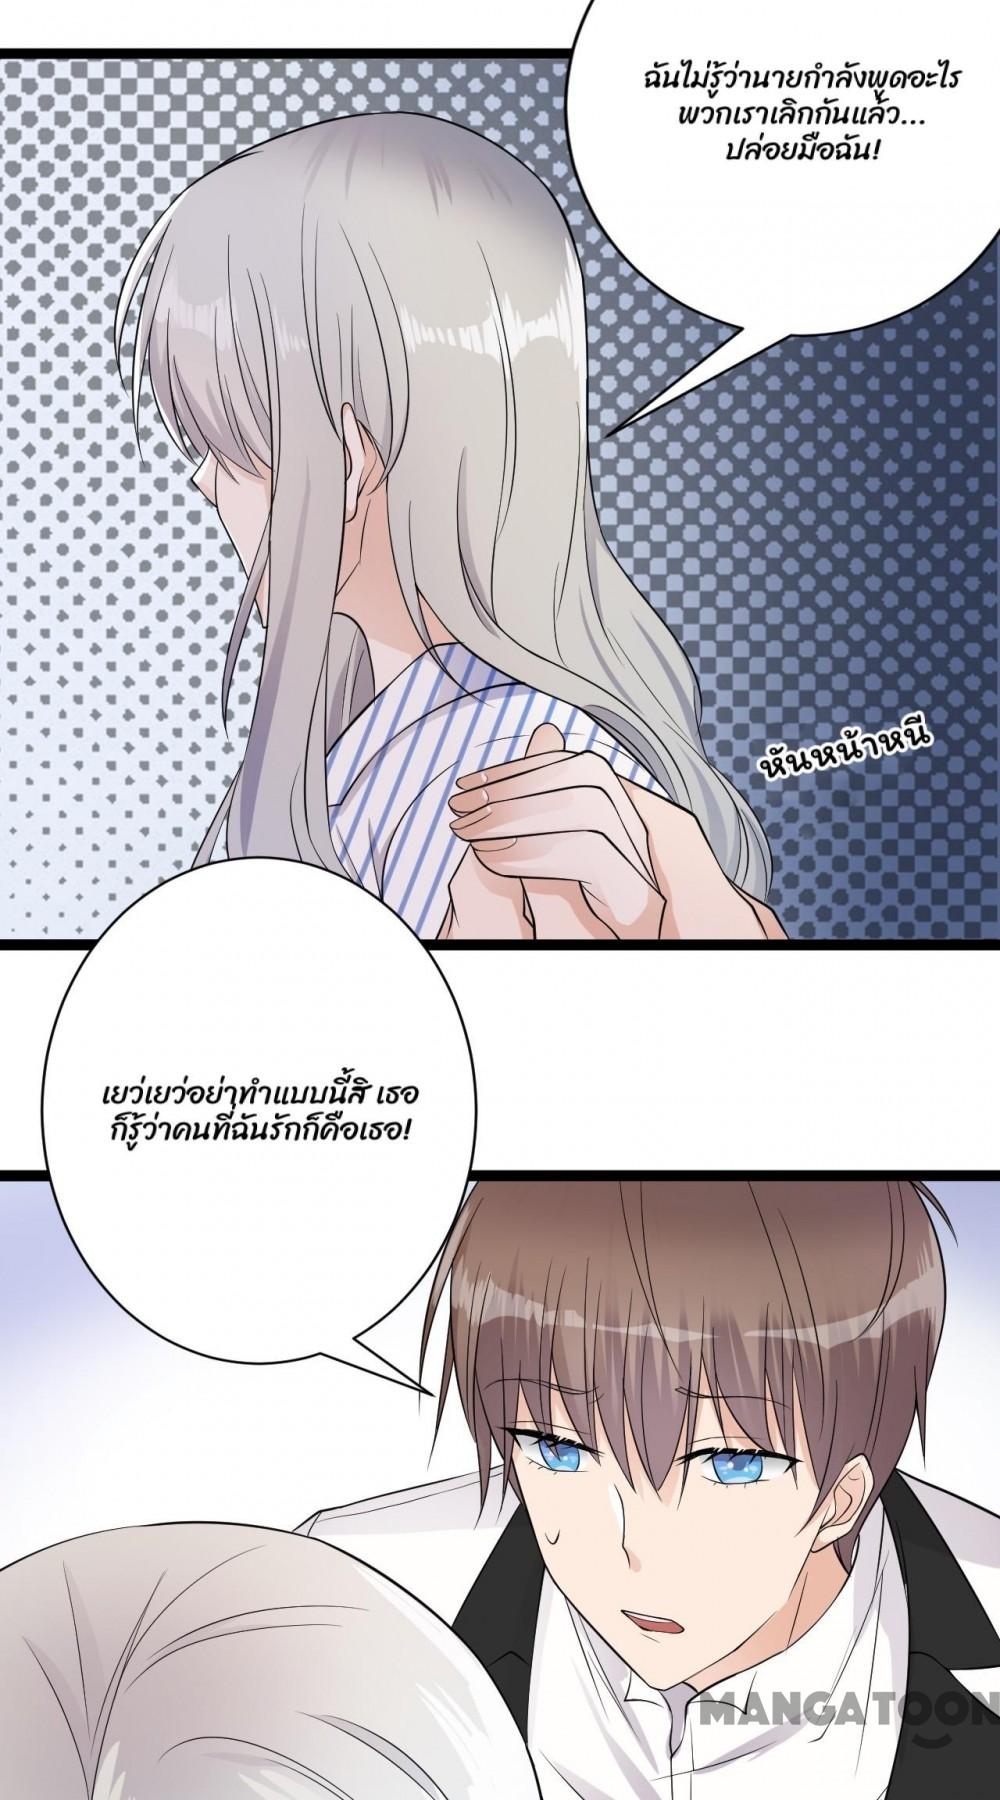 ฉันไม่รู้ว่านายกำลังพูดอะไร
พวกเราเลิกกันแล้ว...
ปล่อยมือฉัน!
หันหน้าหนี
เยว่เยว่อย่าทำแบบนี้สิ เธอ
ก็รู้ว่าคนที่ฉันรักก็คือเธอ!
MANGATOON